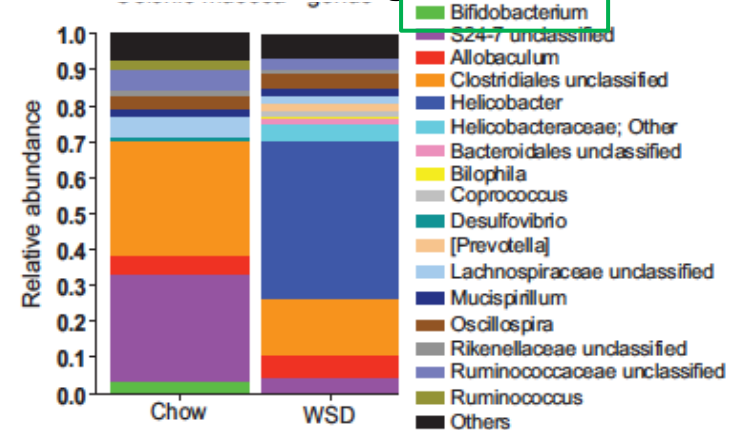 Bifidobacterium
S24-7 unclassified
Allobaculum
Clostridiales unclassified
Helicobacter
Helicobacteraceae; Other
Bacteroidales unclassified
Bilophila
Coprococcus
Desulfovibrio
[Prevotella]
Lachnospiraceae unclassified
Mucispirillum
Oscillospira
Rikenellaceae unclassified
Ruminococcaceae unclassified
Ruminococcus
Others
Relative abundance
1.0
0.9
0.8
0.7
0.6
0.5
0.4
0.3
0.2
0.1
0.0
Chow
WSD